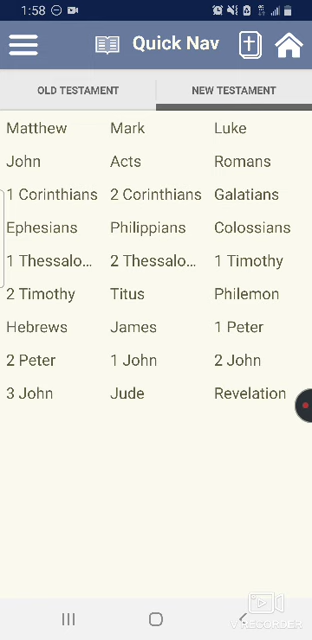 1:58
Quick Nav
OLD TESTAMENT NEW TESTAMENT
Matthew Mark Luke
John Acts Romans
1 Corinthians 2 Corinthians Galatians
Ephesians Philippians Colossians
1 Thessalo... 2 Thessalo... 1 Timothy
2 Timothy Titus Philemon
Hebrews James 1 Peter
2 Peter 1 John 2 John
3 John Jude Revelation
V RECORDER